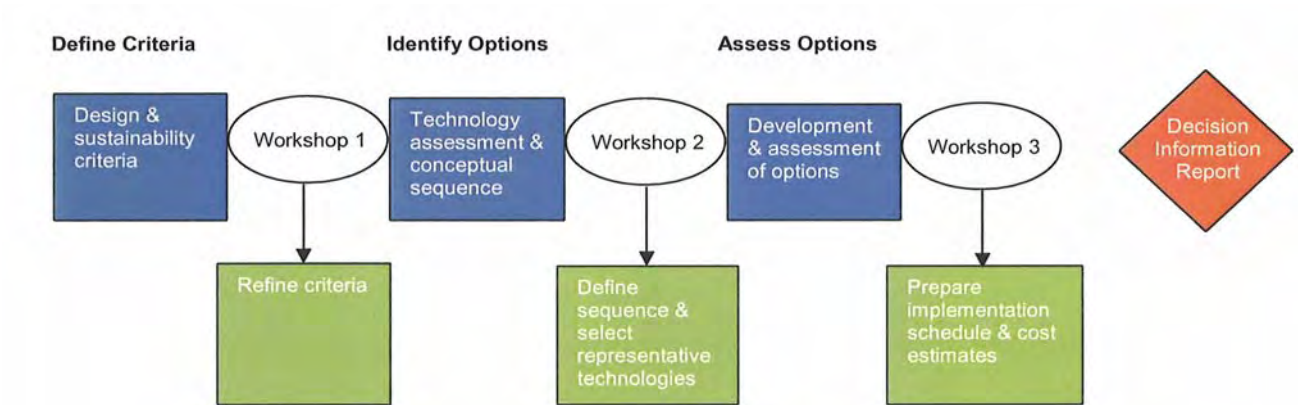 Define Criteria
Identify Options
Assess Options
Design &
sustainability
criteria
Workshop 1
Technology
assessment &
conceptual
sequence
Workshop 2
Development
& assessment
of options
Workshop 3
Decision
Information
Report
Refine criteria
Define
sequence &
select
representative
technologies
Prepare
implementation
schedule & cost
estimates